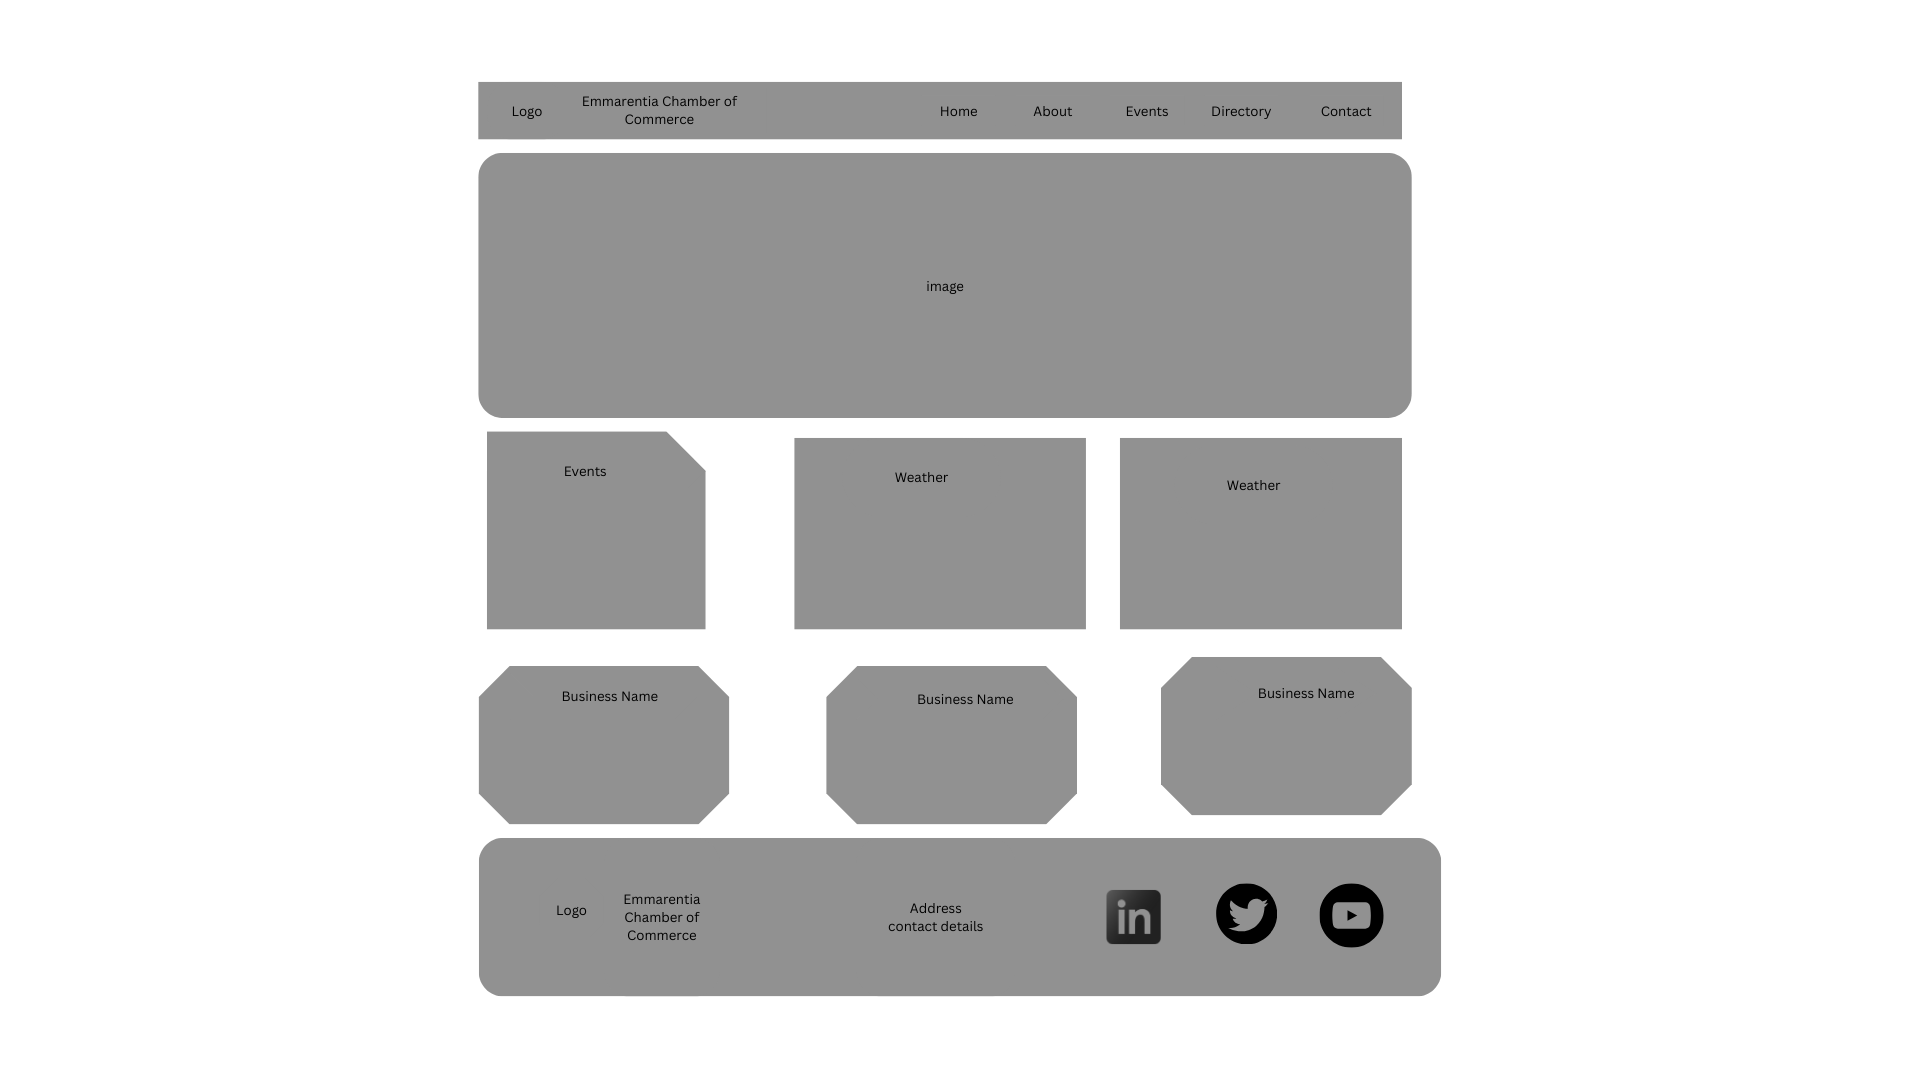 Logo
Emmarentia Chamber of
Commerce
Home
About
Events
Directory
Contact
image
Events
Weather
Weather
Business Name
Business Name
Business Name
Logo
Emmarentia
Chamber of
Commerce
Address
contact details
in